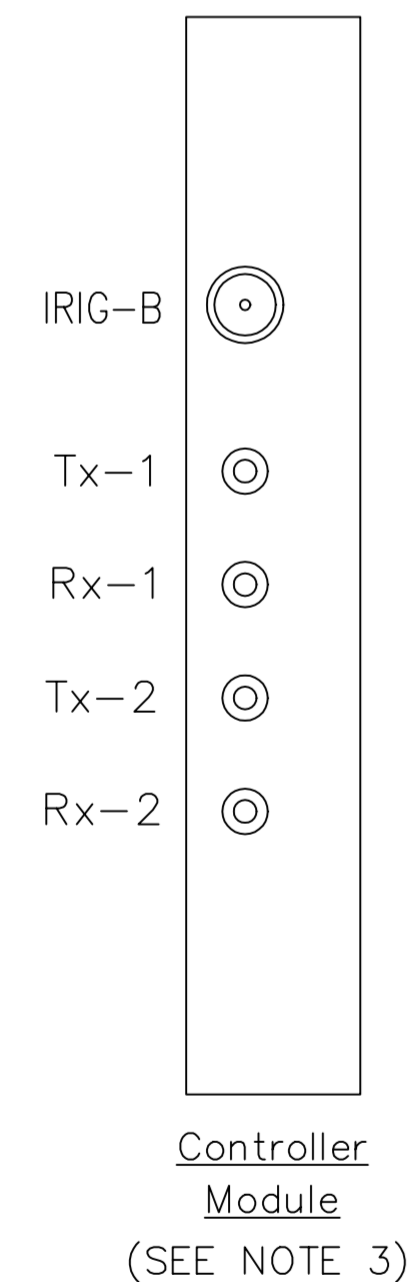 IRIG-B
Tx-1
Rx-1
Tx-2
Rx-2
Controller
Module
(SEE NOTE 3)